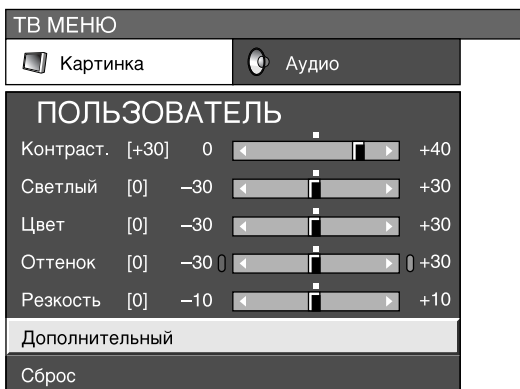 ТВ МЕНЮ
Картинка Аудио
ПОЛЬЗОВАТЕЛЬ
Контраст. [+30] 0 +40
Светлый [0] –30 +30
Цвет [0] –30 +30
Оттенок [0] –30 +30
Резкость [0] –10 +10
Дополнительный
Сброс